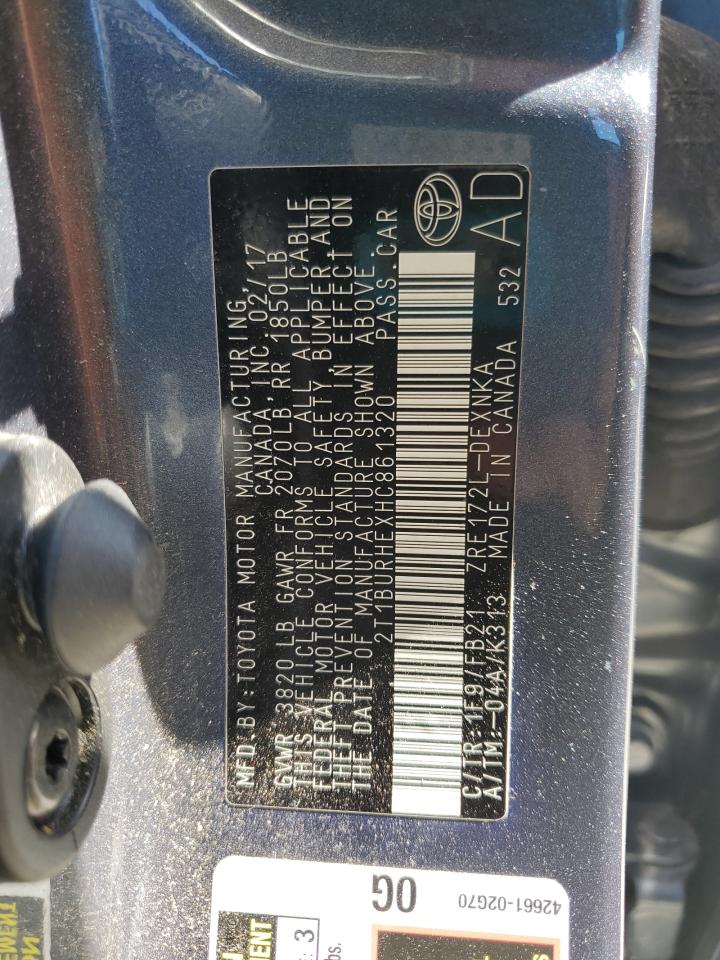 MFD.BY:TOYOTA MOTOR MANUFACTURING,
CANADA,INC.02/17
GVWR 3820LB GAWR FR 2070LB,RR 1850LB
THIS VEHICLE CONFORMS TO ALL APPLICABLE
FEDERAL MOTOR VEHICLE SAFETY,BUMPER,AND
THEFT PREVENTION STANDARDS IN EFFECT ON
THE DATE OF MANUFACTURE SHOWN ABOVE.
2T1BURHEXHC861320 PASS.CAR
C/TR:1F9/FB21 ZRE172L-DEXNKA
A/TM:-04A/K313 MADE IN CANADA 532
AD
0G
42661-02G70
3